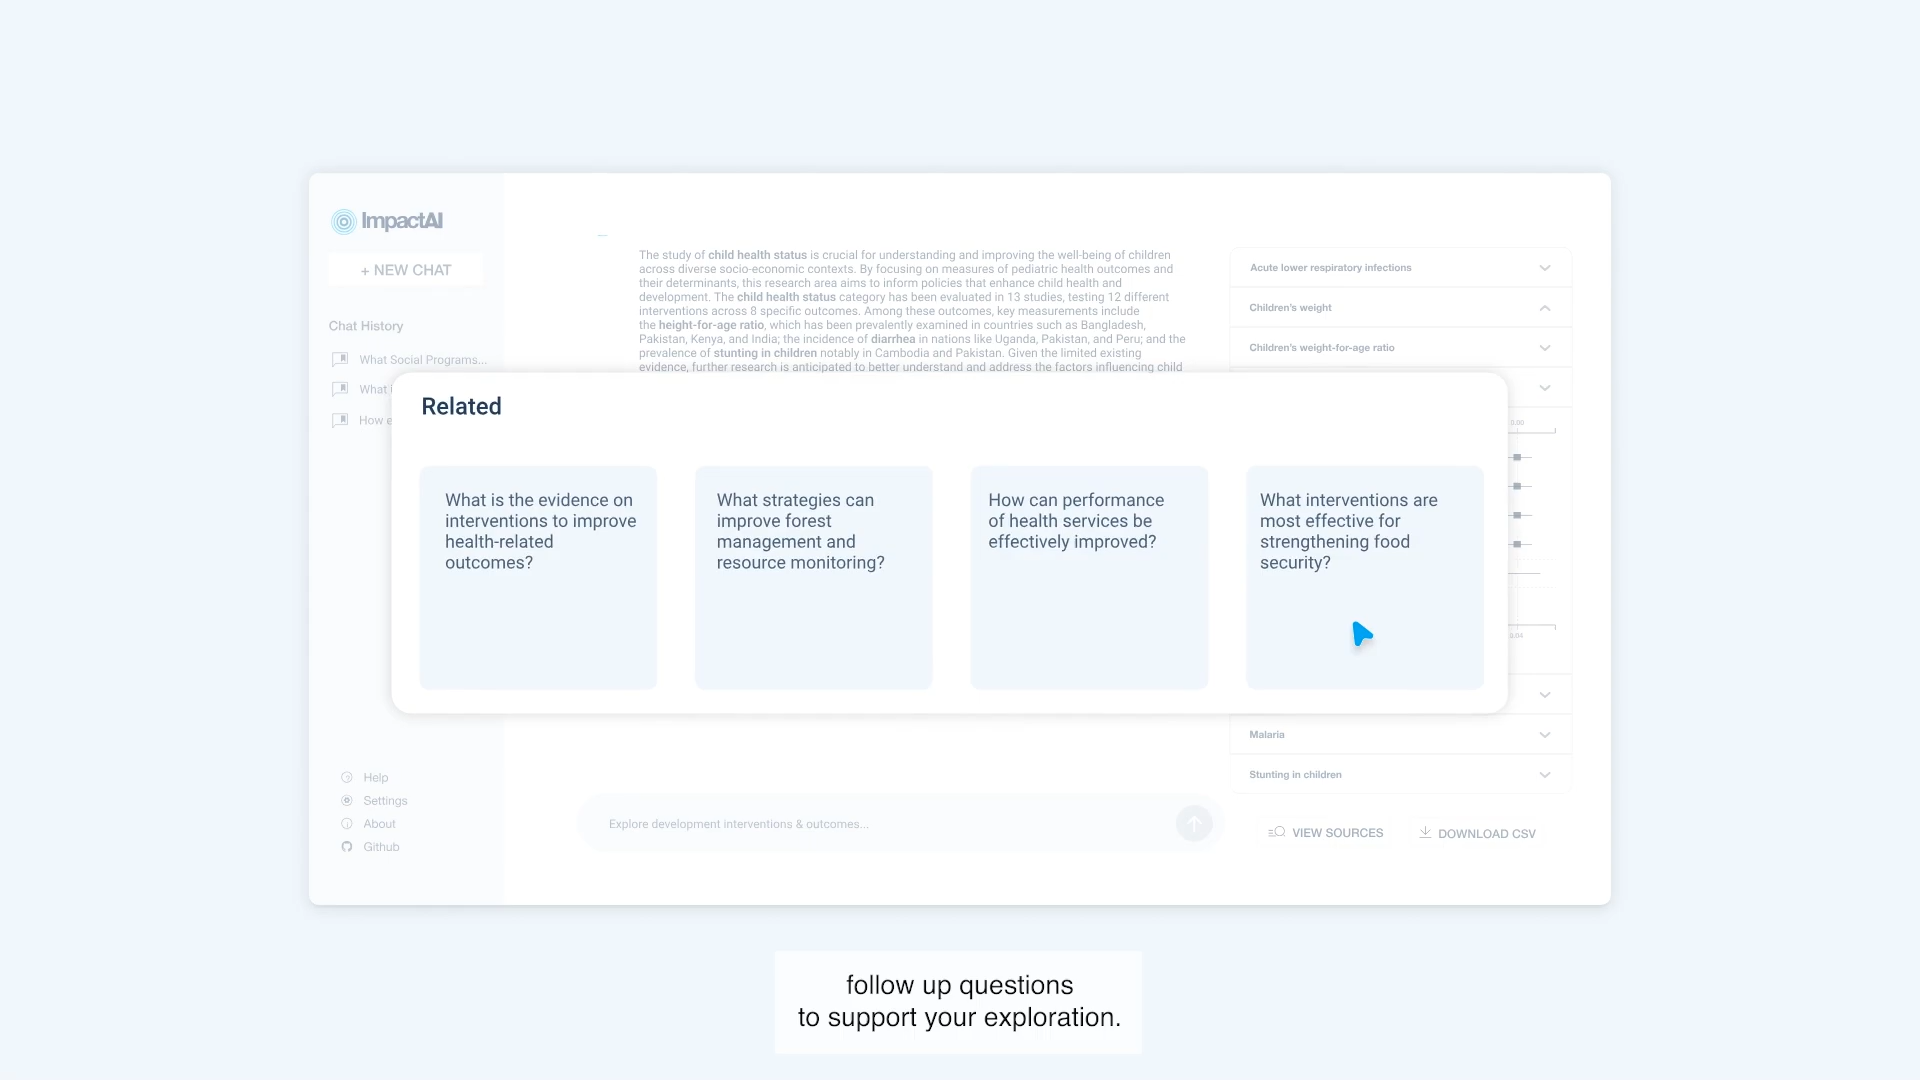 ImpactAI
+ NEW CHAT
Chat History
What Social Programs...
What
How
Help
Settings
About
Github
The study of child health status is crucial for understanding and improving the well-being of children
across diverse socio-economic contexts. By focusing on measures of pediatric health outcomes and
their determinants, this research area aims to inform policies that enhance child health and
development. The child health status category has been evaluated in 13 studies, testing 12 different
interventions across 8 specific outcomes. Among these outcomes, key measurements include
the height-for-age ratio, which has been prevalently examined in countries such as Bangladesh,
Pakistan, Kenya, and India; the incidence of diarrhea in nations like Uganda, Pakistan, and Peru; and the
prevalence of stunting in children notably in Cambodia and Pakistan. Given the limited existing
evidence, further research is anticipated to better understand and address the factors influencing child
Related
What is the evidence on
interventions to improve
health-related
outcomes?
What strategies can
improve forest
management and
resource monitoring?
How can performance
of health services be
effectively improved?
What interventions are
most effective for
strengthening food
security?
Explore development interventions & outcomes...
Acute lower respiratory infections
Children's weight
Children's weight-for-age ratio
Malaria
Stunting in children
VIEW SOURCES
DOWNLOAD CSV
follow up questions
to support your exploration.